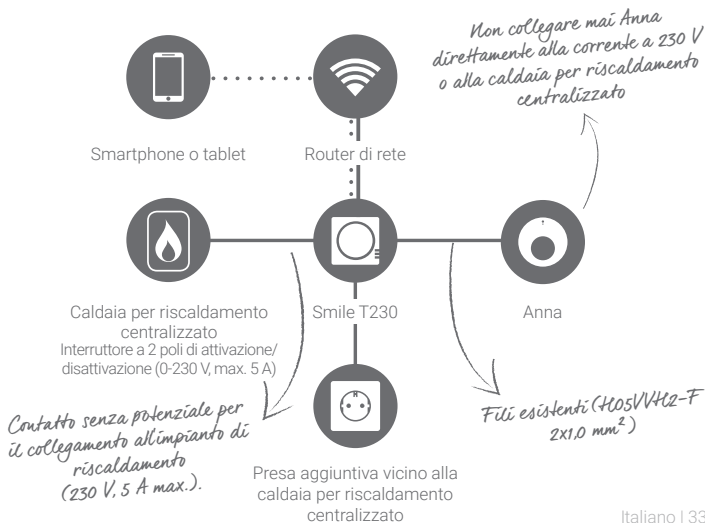 Non collegare mai Anna
direttamente alla corrente a 230 V
o alla caldaia per riscaldamento
centralizzato
Smartphone o tablet
Router di rete
Caldaia per riscaldamento
centralizzato
Interruttore a 2 poli di attivazione/
disattivazione (0-230 V, max. 5 A)
Smile T230
Anna
Contatto senza potenziale per
il collegamento all'impianto di
riscaldamento
(230 V, 5 A max.).
Fili esistenti (H05VVH2-F
2x1,0 mm²)
Presa aggiuntiva vicino alla
caldaia per riscaldamento
centralizzato
Italiano | 33